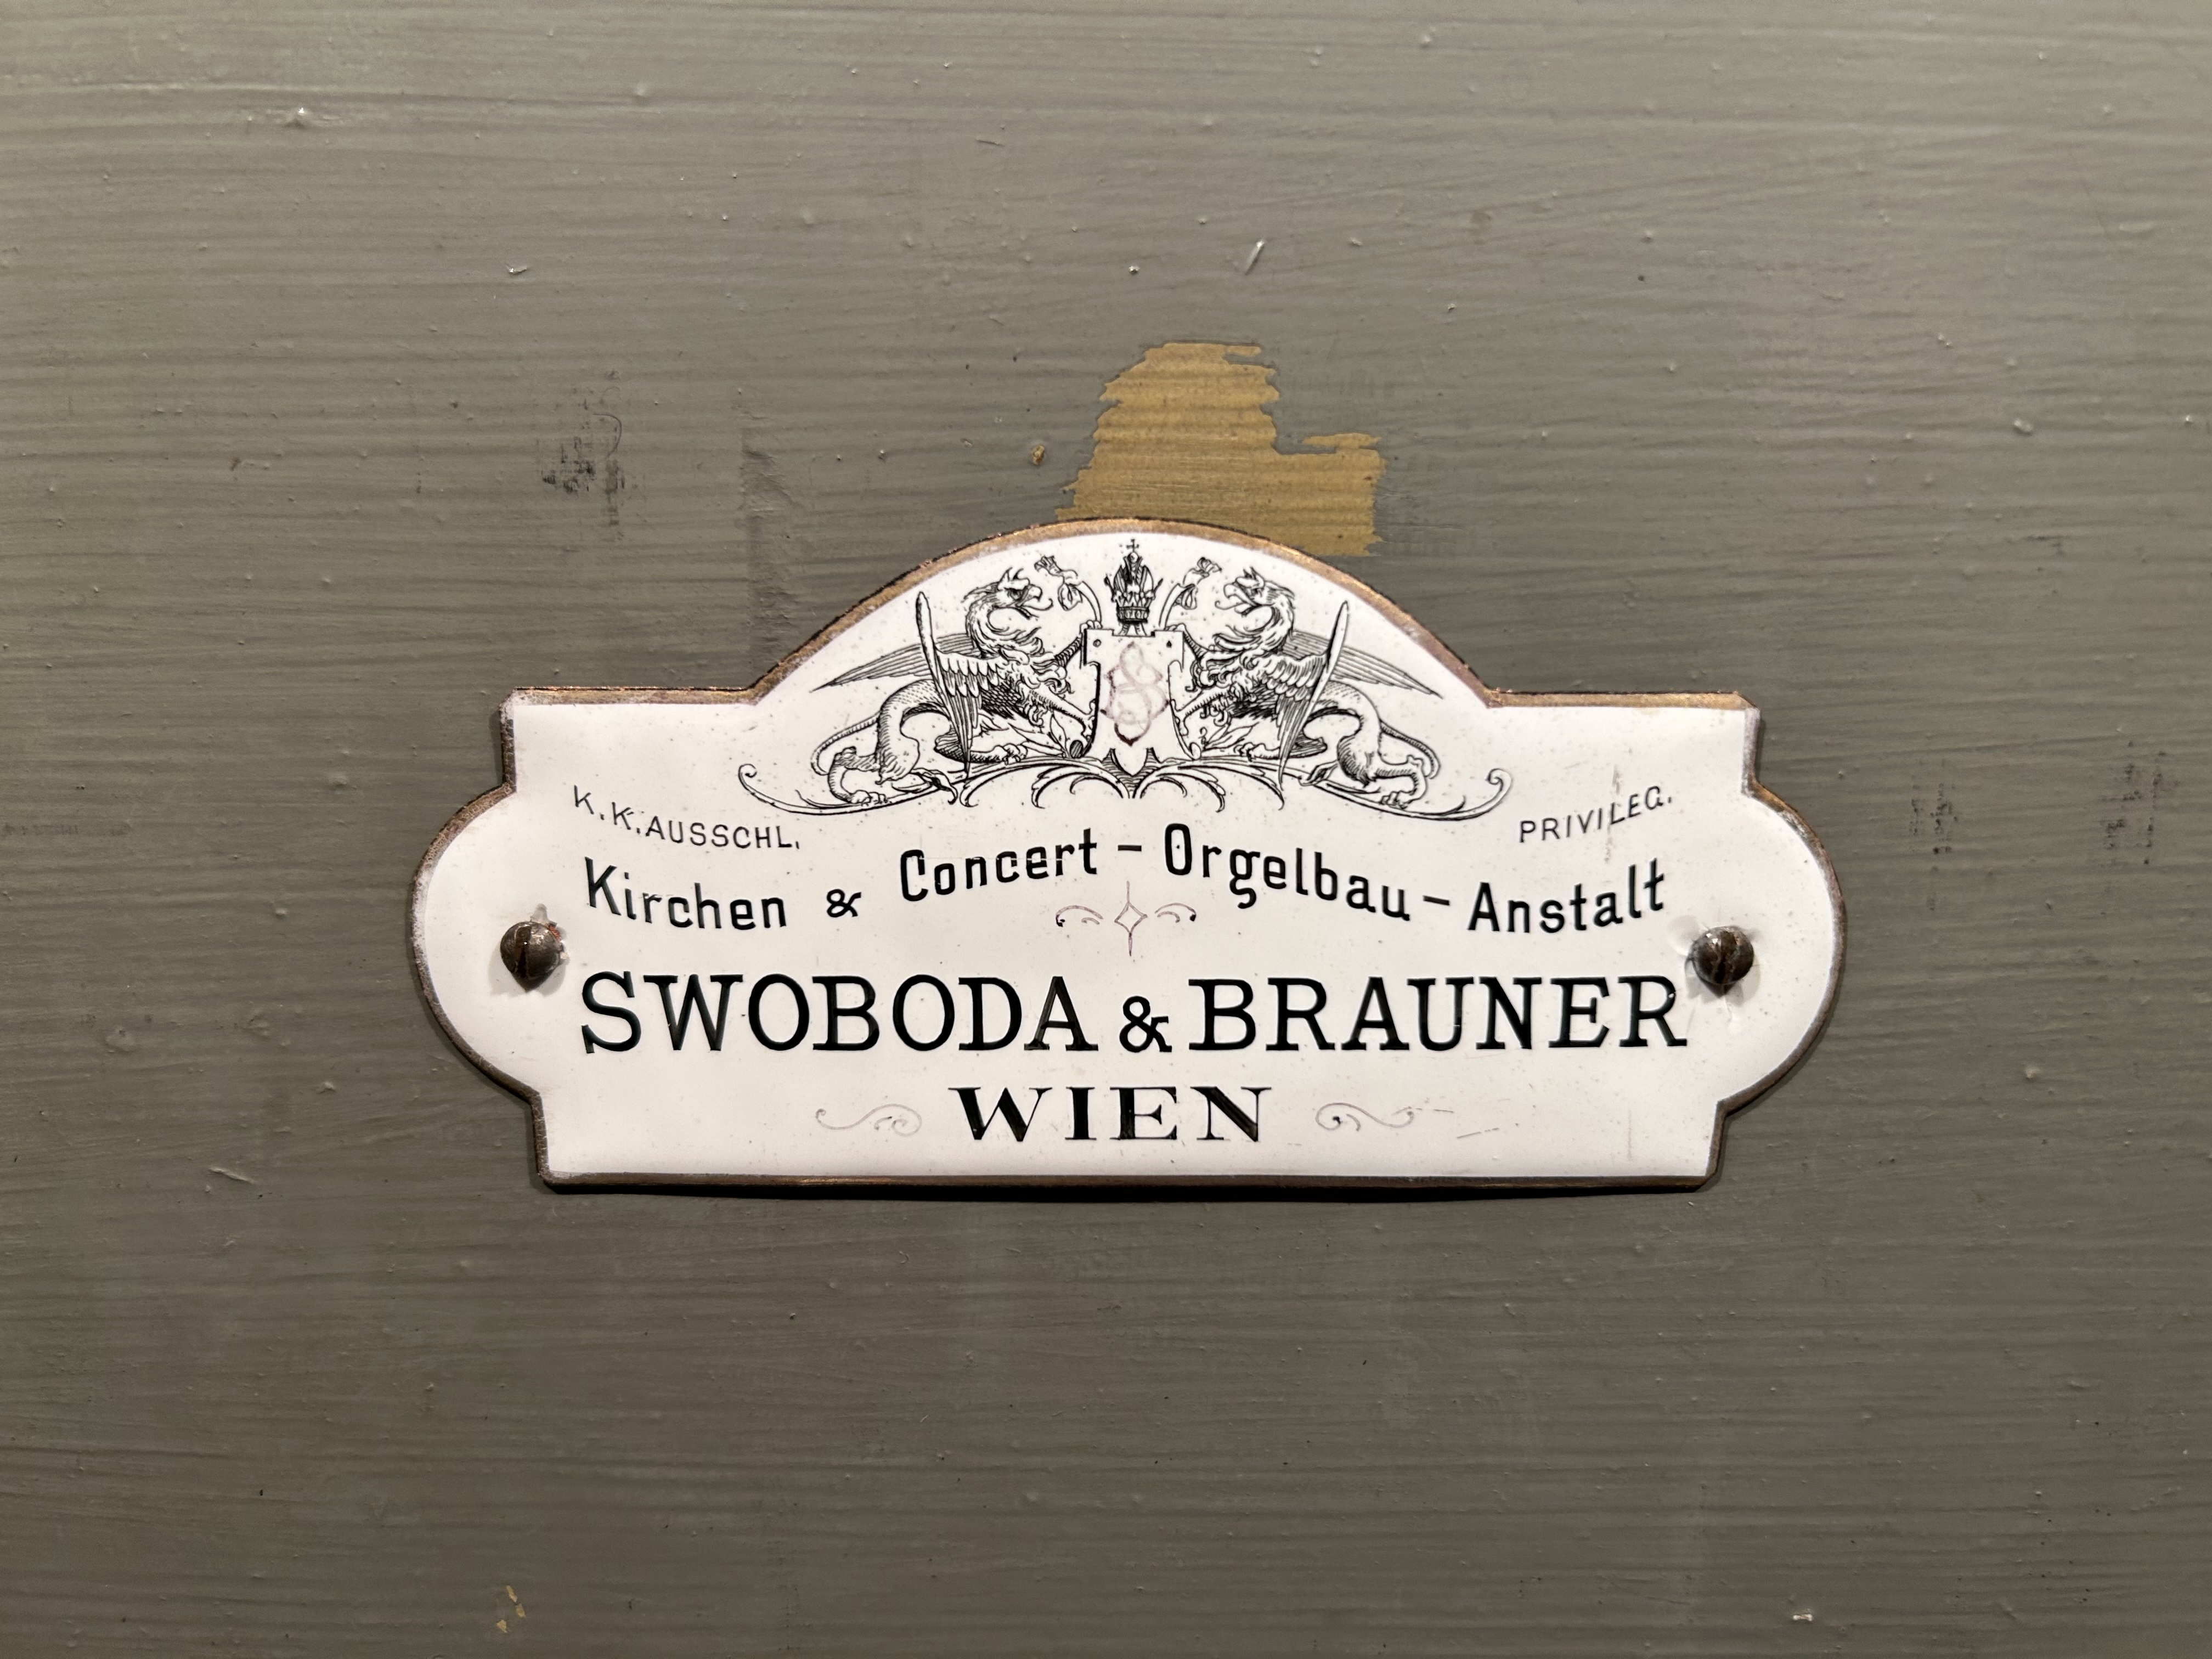 K.K.AUSSCHL. PRIVILEG.
Kirchen & Concert-Orgelbau-Anstalt
SWOBODA & BRAUNER
WIEN